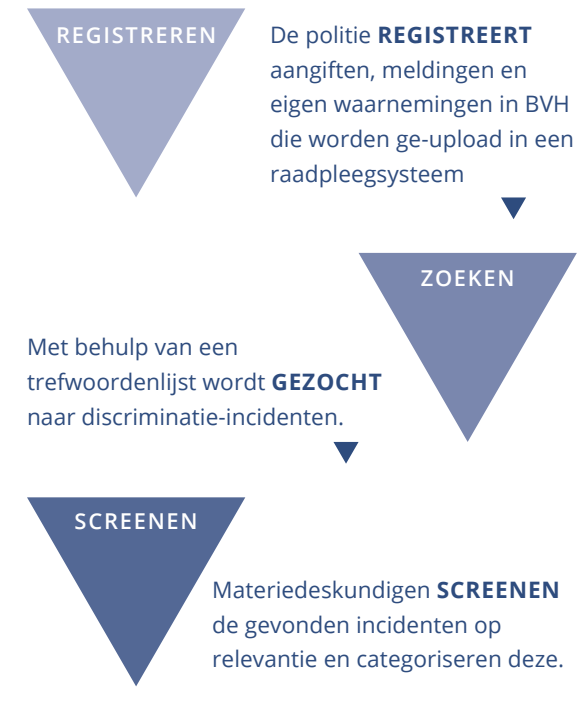 REGISTREREN
De politie REGISTREERT
aangiften, meldingen en
eigen waarnemingen in BVH
die worden ge-upload in een
raadpleegsysteem
ZOEKEN
Met behulp van een
trefwoordenlijst wordt GEZOCHT
naar discriminatie-incidenten.
SCREENEN
Materiedeskundigen SCREENEN
de gevonden incidenten op
relevantie en categoriseren deze.